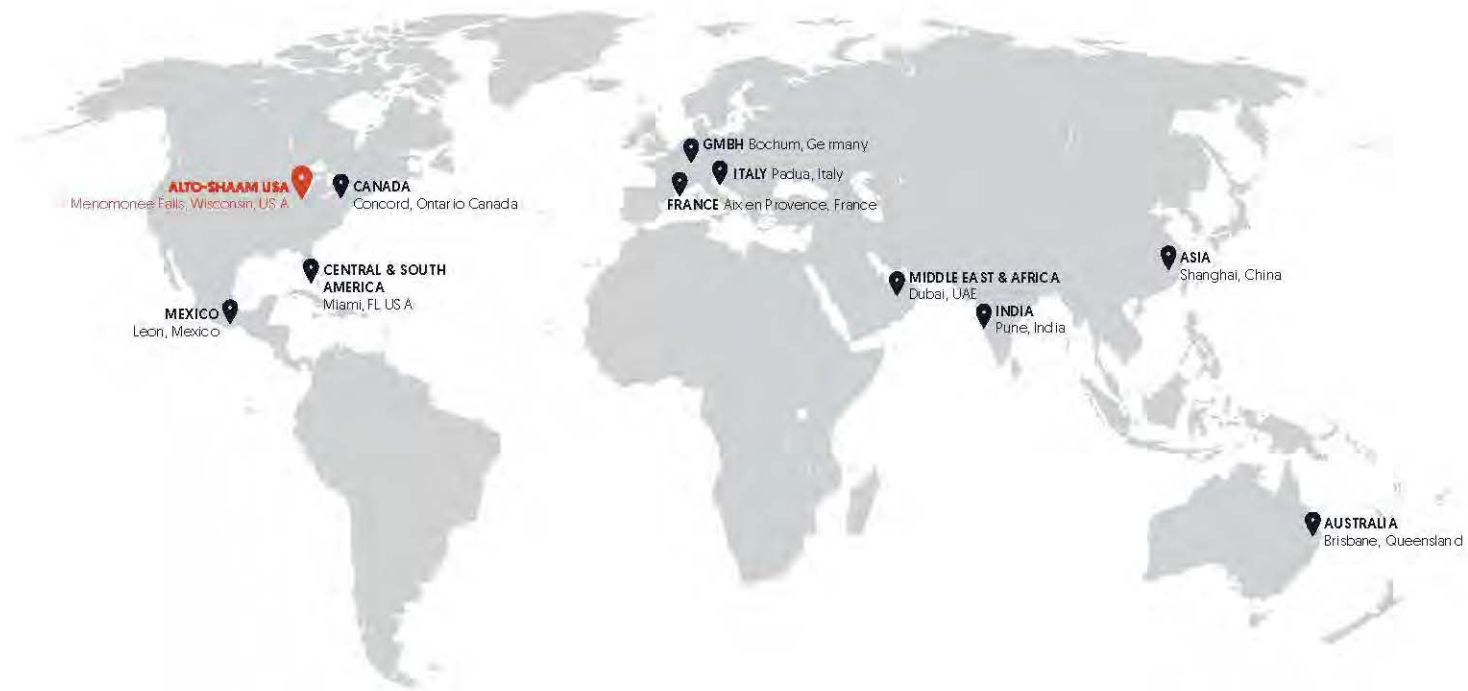 GMBH Bochum, Germany
ITALY Padua, Italy
FRANCE Aix en Provence, France
ALTO-SHAAM USA
Menomonee Falls, Wisconsin, USA
CANADA
Concord, Ontario Canada
CENTRAL & SOUTH
AMERICA
Miami, FL USA
MEXICO
Leon, Mexico
MIDDLE EAST & AFRICA
Dubai, UAE
INDIA
Pune, India
ASIA
Shanghai, China
AUSTRALIA
Brisbane, Queensland